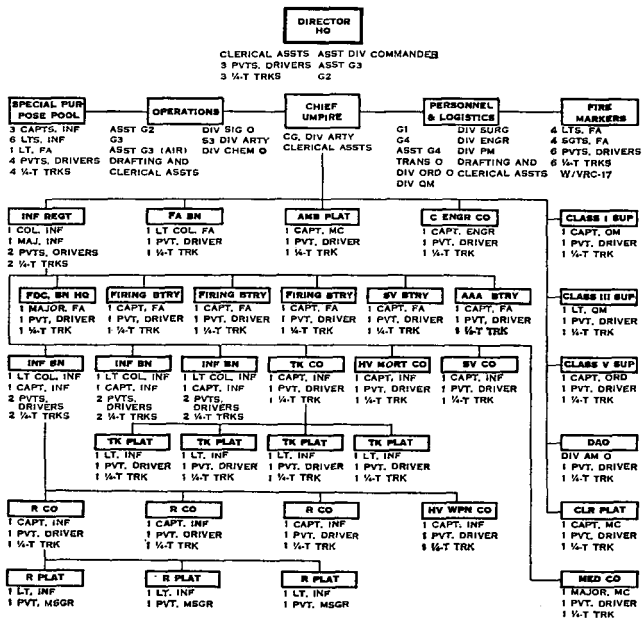 DIRECTOR
HQ
CLERICAL ASSTS ASST DIV COMMANDER
3 PVTS, DRIVERS ASST G3
3 ¼-T TRKS G2
SPECIAL PUR
POSE POOL
3 CAPTS, INF
6 LTS, INF
1 LT, FA
4 PVTS, DRIVERS
4 ¼-T TRKS
OPERATIONS
ASST G2 DIV SIG O
G3 S3 DIV ARTY
ASST G3 (AIR) DIV CHEM O
DRAFTING AND
CLERICAL ASSTS
CHIEF
UMPIRE
CG, DIV ARTY
CLERICAL ASSTS
PERSONNEL
& LOGISTICS
G1 DIV SURG
G4 DIV ENGR
ASST G4 DIV PM
TRANS O DRAFTING AND
DIV ORD O CLERICAL ASSTS
DIV QM
FIRE
MARKERS
4 LTS, FA
4 SGTS, FA
6 PVTS, DRIVERS
6 ¼-T TRKS
W/VRC-17
INF REGT
1 COL, INF
1 MAJ, INF
2 PVTS, DRIVERS
2 ¼-T TRKS
FA BN
1 LT COL, FA
1 PVT, DRIVER
1 ¼-T TRK
AMB PLAT
1 CAPT, MC
1 PVT, DRIVER
1 ¼-T TRK
C ENGR CO
1 CAPT, ENGR
1 PVT, DRIVER
1 ¼-T TRK
CLASS I SUP
1 CAPT, QM
1 PVT, DRIVER
1 ¼-T TRK
FDC, BN HQ
1 MAJOR, FA
1 PVT, DRIVER
1 ¼-T TRK
FIRING BTRY
1 CAPT, FA
1 PVT, DRIVER
1 ¼-T TRK
FIRING BTRY
1 CAPT, FA
1 PVT, DRIVER
1 ¼-T TRK
FIRING BTRY
1 CAPT, FA
1 PVT, DRIVER
1 ¼-T TRK
SV BTRY
1 CAPT, FA
1 PVT, DRIVER
1 ¼-T TRK
AAA BTRY
1 CAPT, FA
1 PVT, DRIVER
1 ¼-T TRK
CLASS III SUP
1 LT, QM
1 PVT, DRIVER
1 ¼-T TRK
INF BN
1 LT COL, INF
1 CAPT, INF
2 PVTS,
DRIVERS
2 ¼-T TRKS
INF BN
1 LT COL, INF
1 CAPT, INF
2 PVTS,
DRIVERS
2 ¼-T TRKS
INF BN
1 LT COL, INF
1 CAPT, INF
2 PVTS,
DRIVERS
2 ¼-T TRKS
TK CO
1 CAPT, INF
1 PVT, DRIVER
1 ¼-T TRK
HV MORT CO
1 CAPT, INF
1 PVT, DRIVER
1 ¼-T TRK
SV CO
1 CAPT, INF
1 PVT, DRIVER
1 ¼-T TRK
CLASS V SUP
1 CAPT, ORD
1 PVT, DRIVER
1 ¼-T TRK
TK PLAT
1 LT, INF
1 PVT, DRIVER
1 ¼-T TRK
TK PLAT
1 LT, INF
1 PVT, DRIVER
1 ¼-T TRK
TK PLAT
1 LT, INF
1 PVT, DRIVER
1 ¼-T TRK
TK PLAT
1 LT, INF
1 PVT, DRIVER
1 ¼-T TRK
DAO
DIV AM O
1 PVT, DRIVER
1 ¼-T TRK
R CO
1 CAPT, INF
1 PVT, DRIVER
1 ¼-T TRK
R CO
1 CAPT, INF
1 PVT, DRIVER
1 ¼-T TRK
R CO
1 CAPT, INF
1 PVT, DRIVER
1 ¼-T TRK
HV WPN CO
1 CAPT, INF
1 PVT, DRIVER
1 ¼-T TRK
CLR PLAT
1 CAPT, MC
1 PVT, DRIVER
1 ¼-T TRK
R PLAT
1 LT, INF
1 PVT, MSGR
R PLAT
1 LT, INF
1 PVT, MSGR
R PLAT
1 LT, INF
1 PVT, MSGR
MED CO
1 MAJOR, MC
1 PVT, DRIVER
1 ¼-T TRK